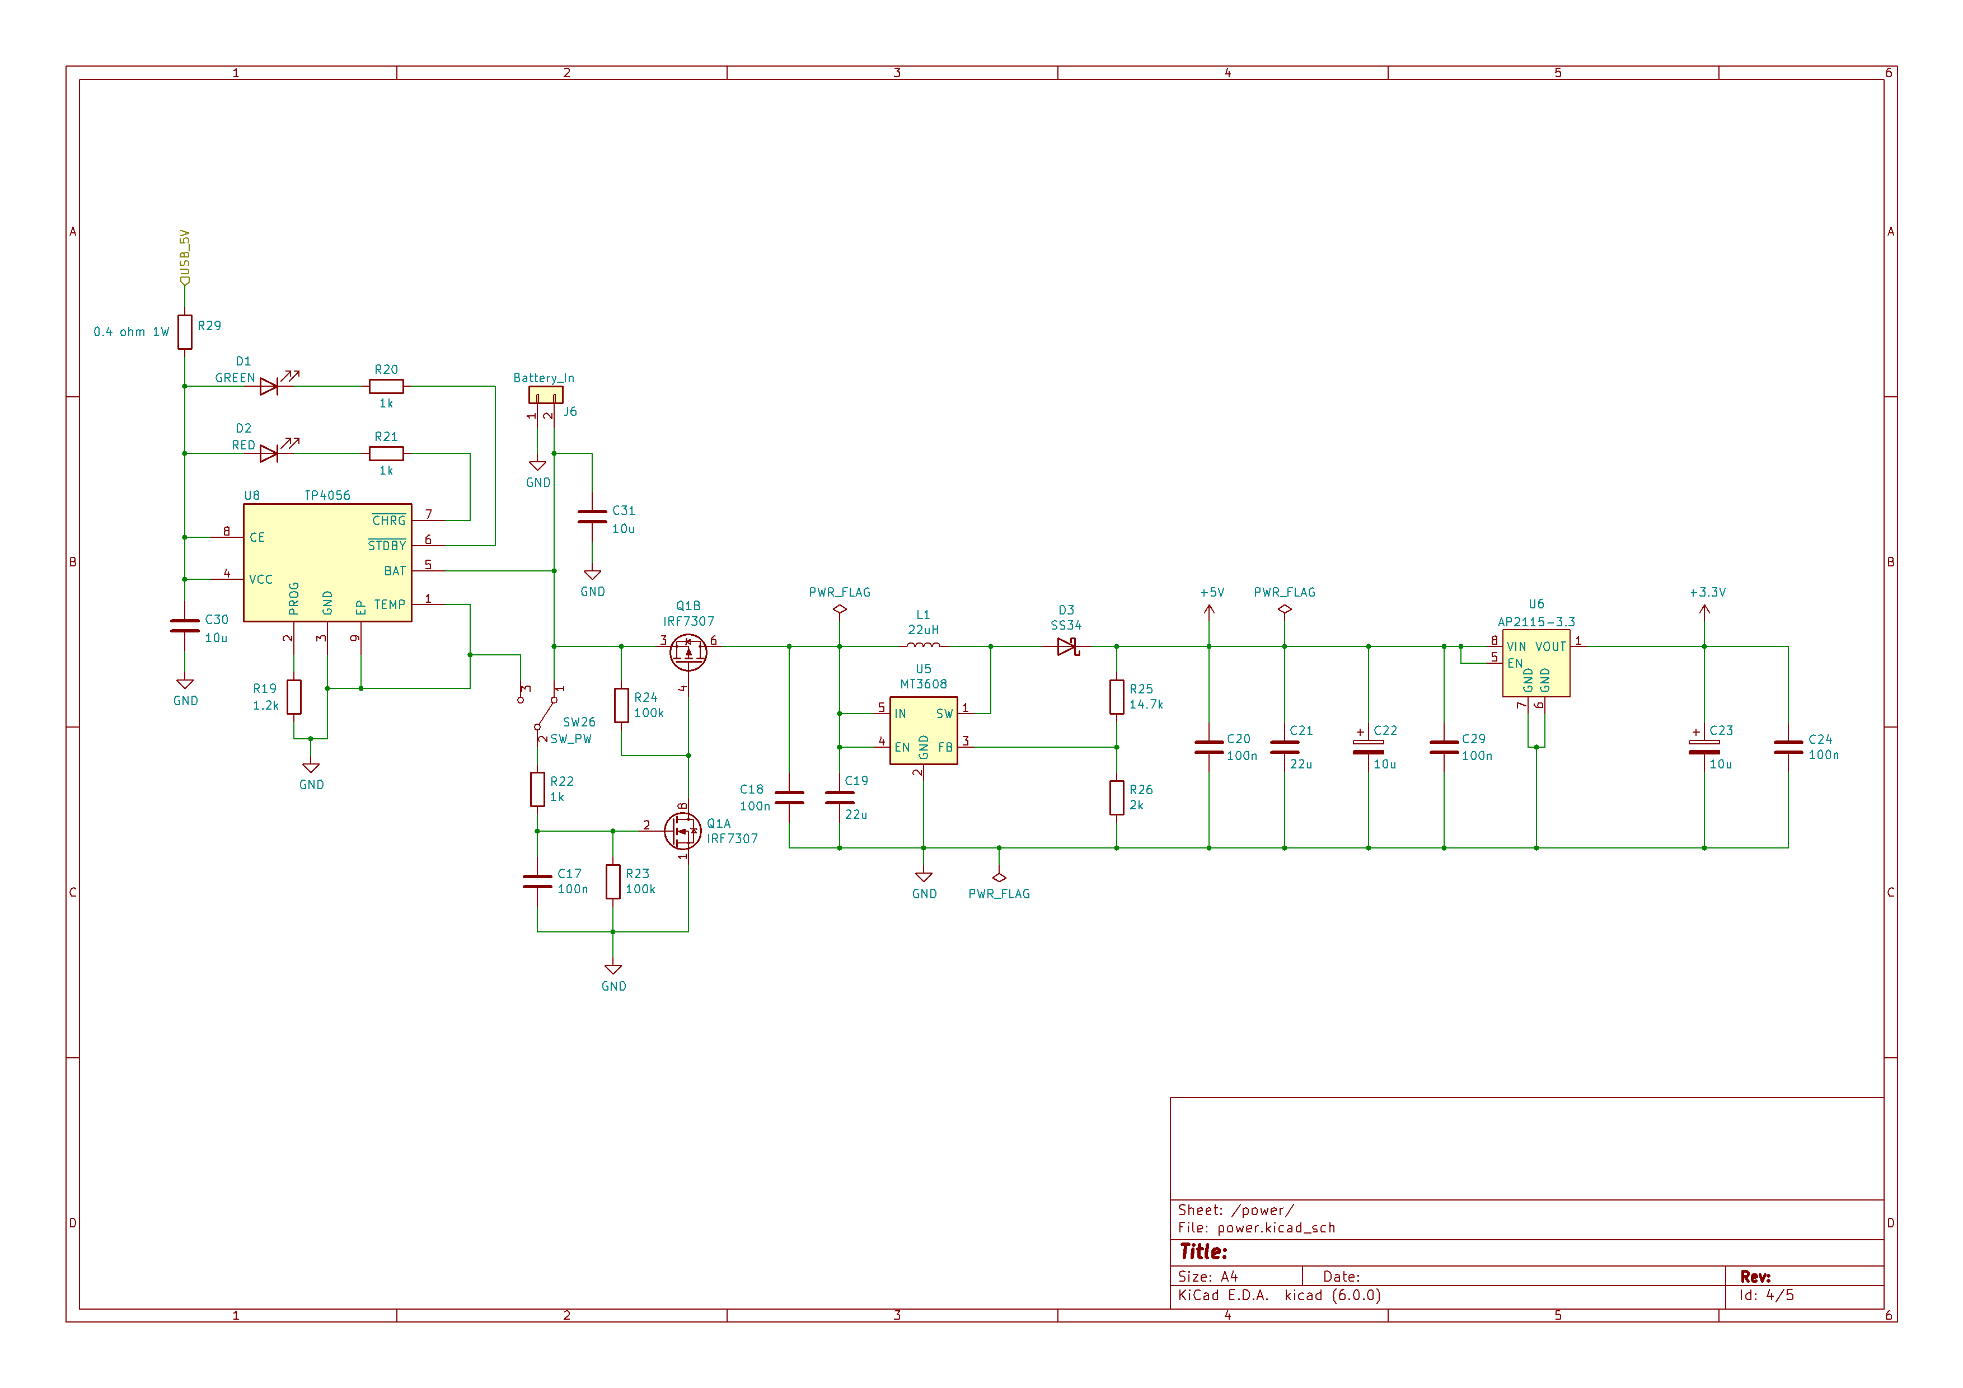 1 2 3 4 5 6
A A
B B
C C
D D
1 2 3 4 5 6
USB_5V
0.4 ohm 1W
R29
D1
GREEN
R20
1k
D2
RED
R21
1k
Battery_In
1
2
J6
GND
C31
10u
GND
U8
TP4056
8
CE
4
VCC
PROG
2
GND
3
EP
9
CHRG
7
STDBY
6
BAT
5
TEMP
1
C30
10u
GND
R19
1.2k
GND
3
1
SW26
SW_PW
2
R22
1k
C17
100n
R23
100k
GND
R24
100k
Q1B
IRF7307
3
6
4
Q1A
IRF7307
2
8
1
PWR_FLAG
C18
100n
C19
22u
L1
22uH
U5
MT3608
5
IN
SW
1
4
EN
GND
FB
3
2
GND
PWR_FLAG
D3
SS34
R25
14.7k
R26
2k
+5V
PWR_FLAG
C20
100n
C21
22u
+
C22
10u
C29
100n
U6
AP2115-3.3
8
VIN
VOUT
1
5
EN
GND
GND
7
6
+3.3V
+
C23
10u
C24
100n
Sheet: /power/
File: power.kicad_sch
Title:
Size: A4
Date:
Rev:
KiCad E.D.A. kicad (6.0.0)
Id: 4/5